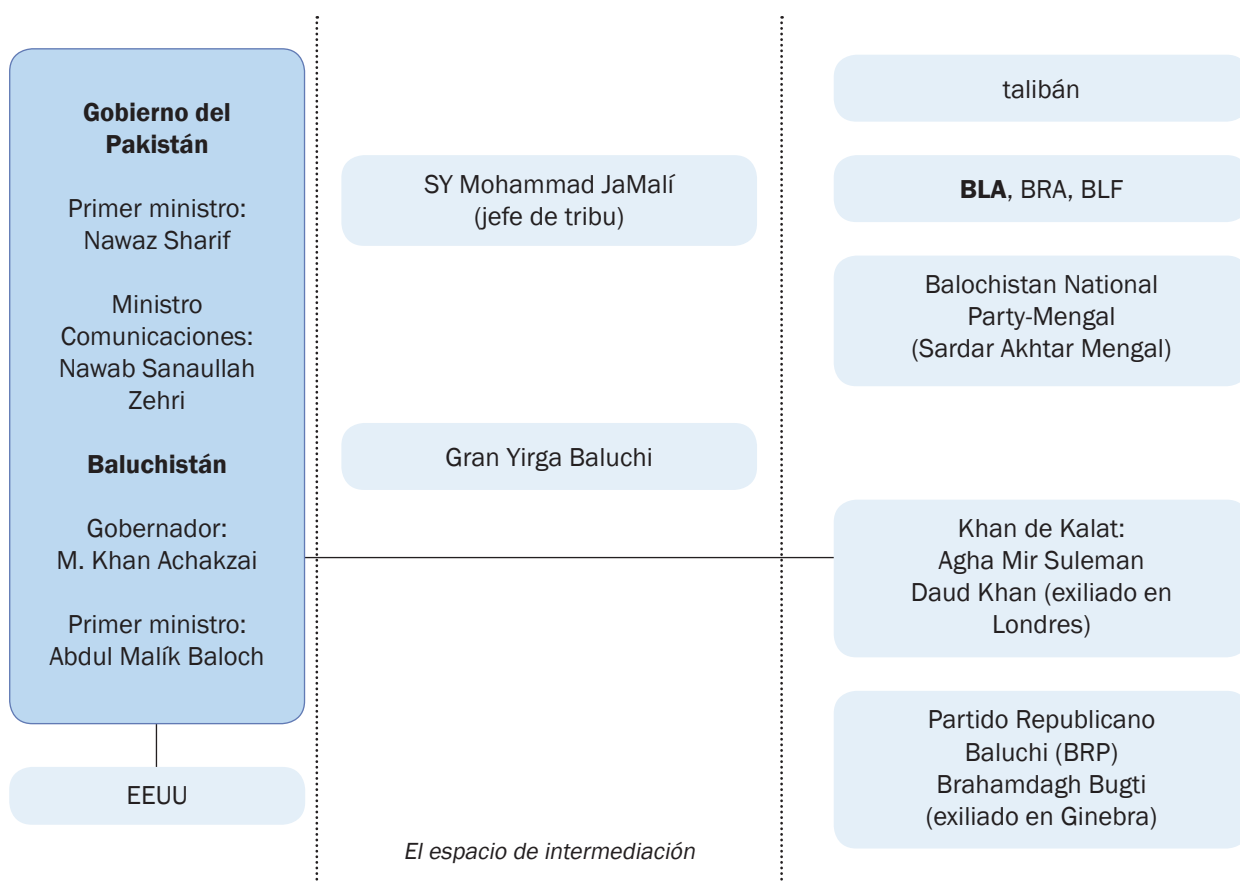 Gobierno del
Pakistán
Primer ministro:
Nawaz Sharif
Ministro
Comunicaciones:
Nawab Sanaullah
Zehri
Baluchistán
Gobernador:
M. Khan Achakzai
Primer ministro:
Abdul Malík Baloch
EEUU
SY Mohammad JaMalí
(jefe de tribu)
Gran Yirga Baluchi
El espacio de intermediación
talibán
BLA, BRA, BLF
Balochistan National
Party-Mengal
(Sardar Akhtar Mengal)
Khan de Kalat:
Agha Mir Suleman
Daud Khan (exiliado en
Londres)
Partido Republicano
Baluchi (BRP)
Brahamdagh Bugti
(exiliado en Ginebra)